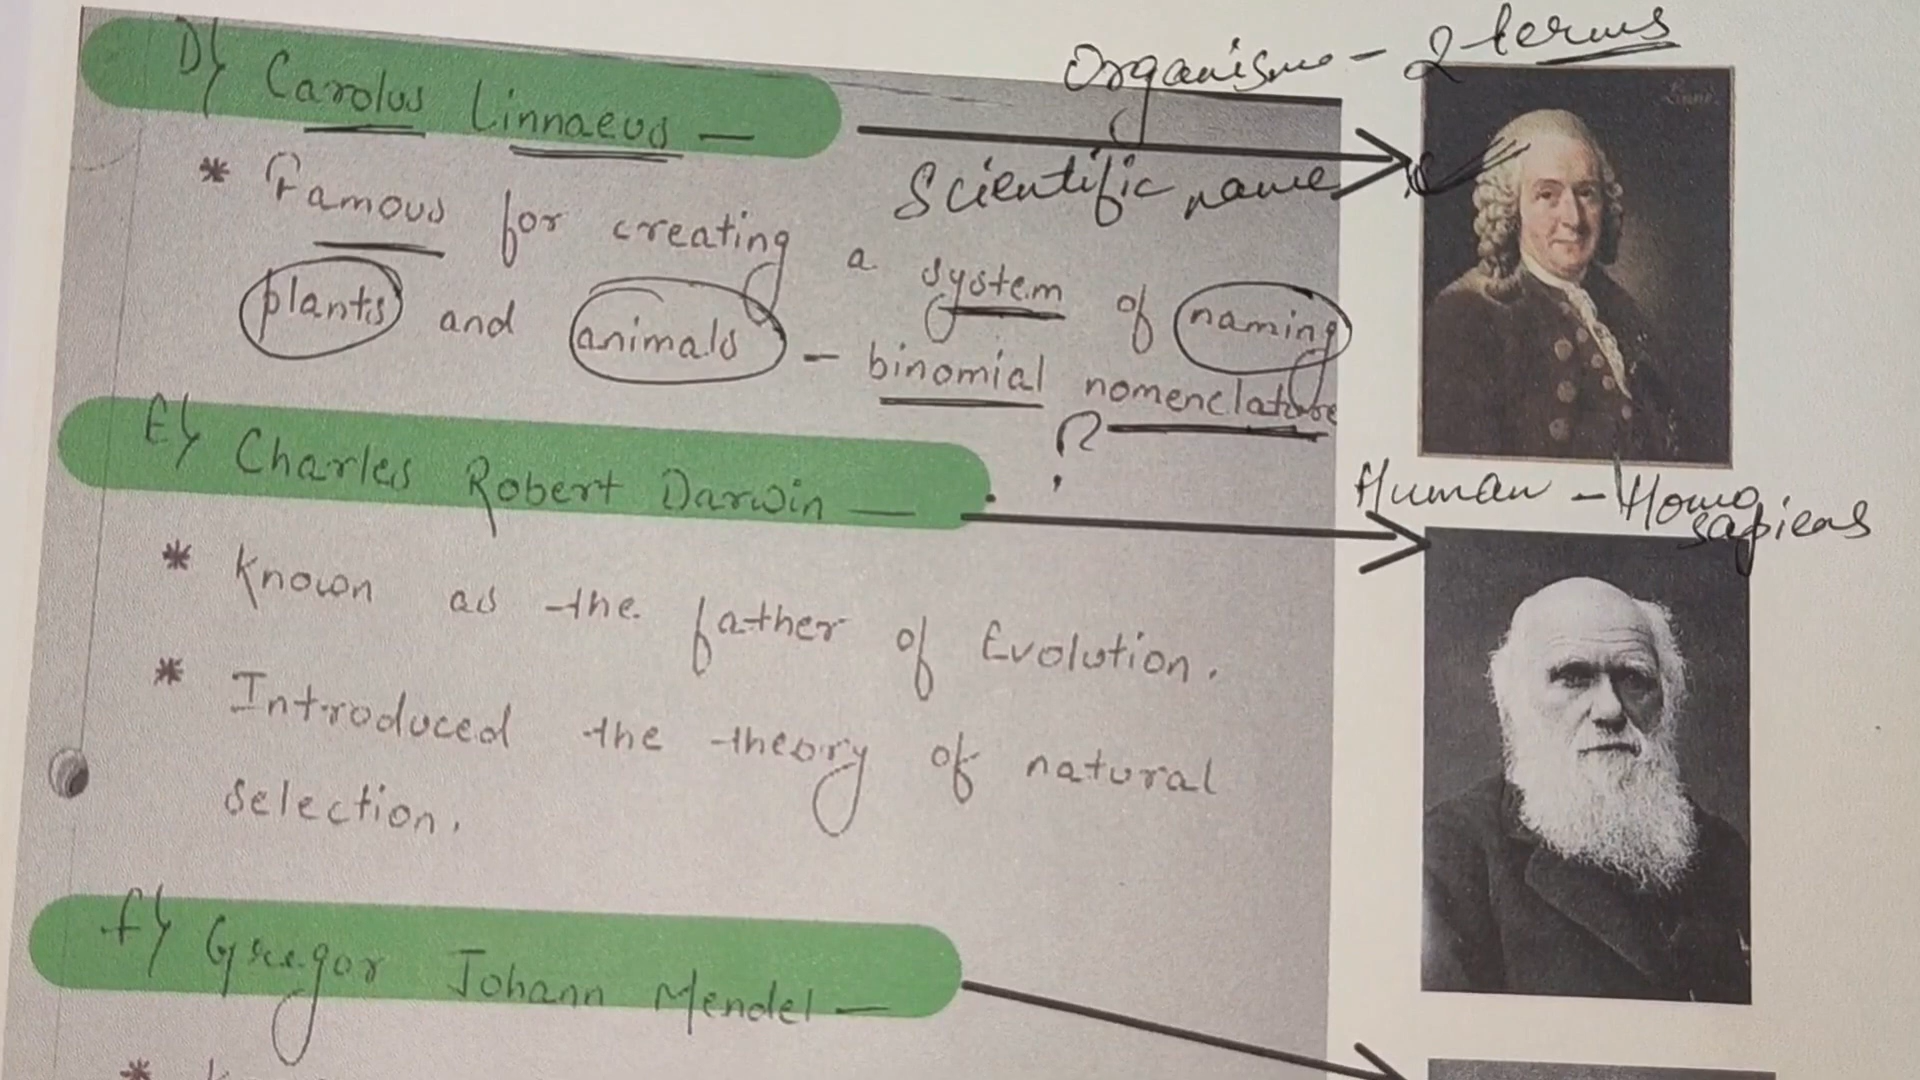 Organism - 2 terms
D) Carolus Linnaeus -
Scientific name
* Famous for creating a system of naming
plants and animals - binomial nomenclature
?
E) Charles Robert Darwin -
Human - Homo
sapiens
* Known as the father of Evolution.
* Introduced the theory of natural
selection.
F) Gregor Johann Mendel -
*